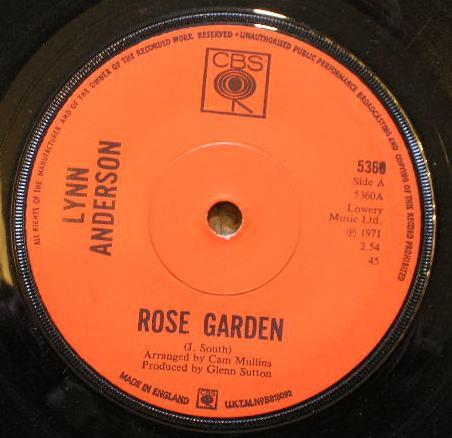 ALL RIGHTS OF THE MANUFACTURER AND OF THE OWNER OF THE RECORDED WORK RESERVED · UNAUTHORISED PUBLIC PERFORMANCE BROADCASTING AND COPYING OF THIS RECORD PROHIBITED
CBS
LYNN
ANDERSON
5360
Side A
5360A
Lowery
Music Ltd.
℗ 1971
2.54
45
ROSE GARDEN
(J. South)
Arranged by Cam Mullins
Produced by Glenn Sutton
MADE IN ENGLAND
CBS